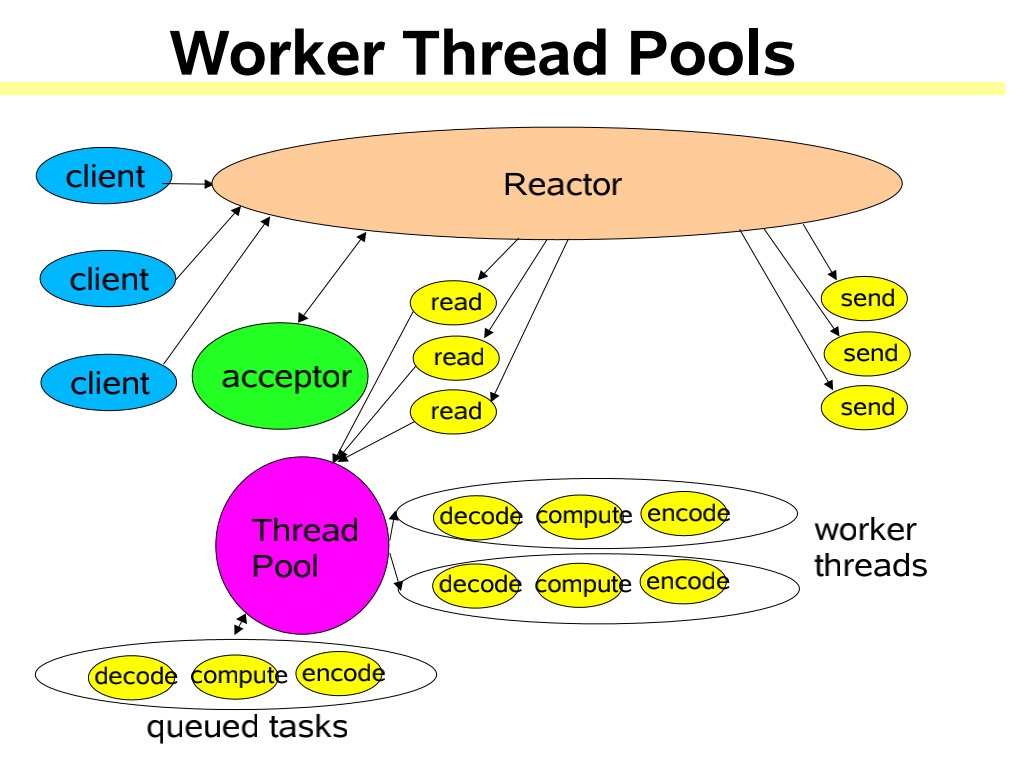 Worker Thread Pools
client
Reactor
client
client
acceptor
read
read
read
send
send
send
Thread
Pool
decode compute encode
decode compute encode
worker
threads
decode compute encode
queued tasks